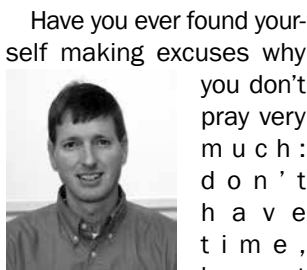 Have you ever found your-
self making excuses why
you don't
pray very
much:
don't
have
time,